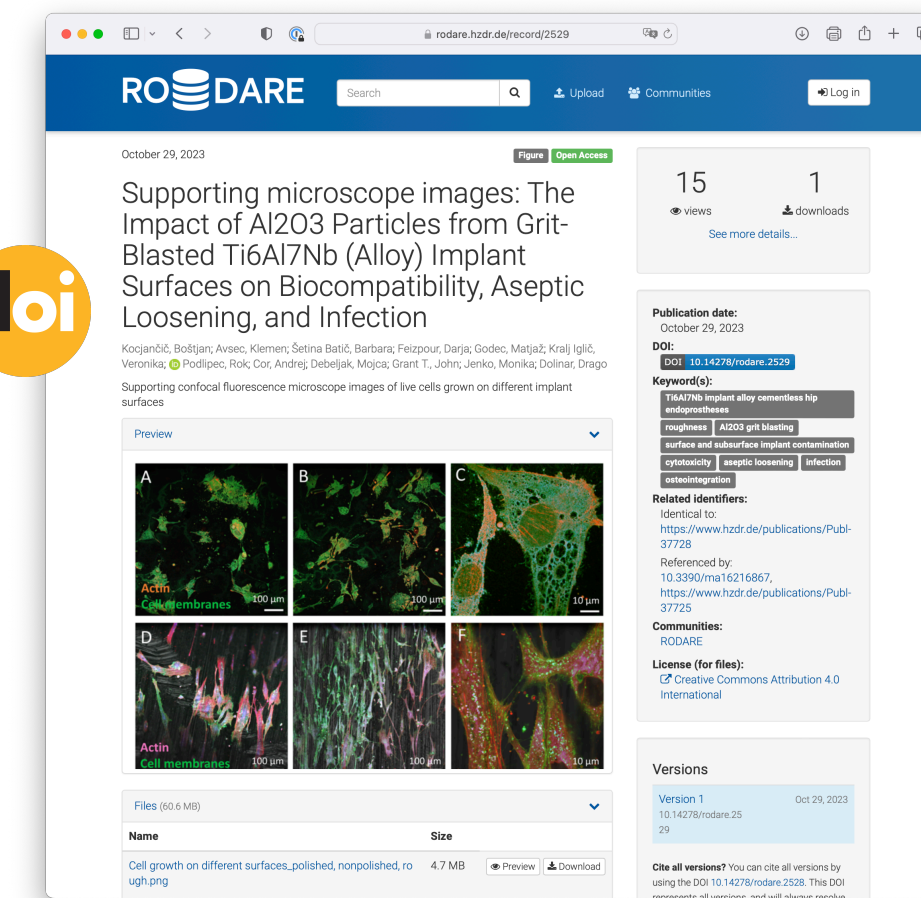 rodare.hzdr.de/record/2529
RODARE
Search
Upload
Communities
Log in
doi
October 29, 2023
Figure
Open Access
Supporting microscope images: The
Impact of Al2O3 Particles from Grit-
Blasted Ti6Al7Nb (Alloy) Implant
Surfaces on Biocompatibility, Aseptic
Loosening, and Infection
Kocjančič, Boštjan; Avsec, Klemen; Šetina Batič, Barbara; Feizpour, Darja; Godec, Matjaž; Kralj Iglič,
Veronika; iD Podlipec, Rok; Cor, Andrej; Debeljak, Mojca; Grant T., John; Jenko, Monika; Dolinar, Drago
Supporting confocal fluorescence microscope images of live cells grown on different implant
surfaces
Preview
A
Actin
Cell Membranes
100 µm
B
100 µm
C
10 µm
D
Actin
Cell membranes
100 µm
E
100 µm
F
10 µm
Files (60.6 MB)
Name Size
Cell growth on different surfaces_polished, nonpolished, ro
ugh.png
4.7 MB
Preview
Download
15
views
1
downloads
See more details...
Publication date:
October 29, 2023
DOI:
DOI 10.14278/rodare.2529
Keyword(s):
Ti6Al7Nb implant alloy cementless hip
endoprostheses
roughness Al2O3 grit blasting
surface and subsurface implant contamination
cytotoxicity aseptic loosening infection
osteointegration
Related identifiers:
Identical to:
https://www.hzdr.de/publications/Publ-
37728
Referenced by:
10.3390/ma16216867,
https://www.hzdr.de/publications/Publ-
37725
Communities:
RODARE
License (for files):
Creative Commons Attribution 4.0
International
Versions
Version 1 Oct 29, 2023
10.14278/rodare.25
29
Cite all versions? You can cite all versions by
using the DOI 10.14278/rodare.2528. This DOI
represents all versions, and will always resolve